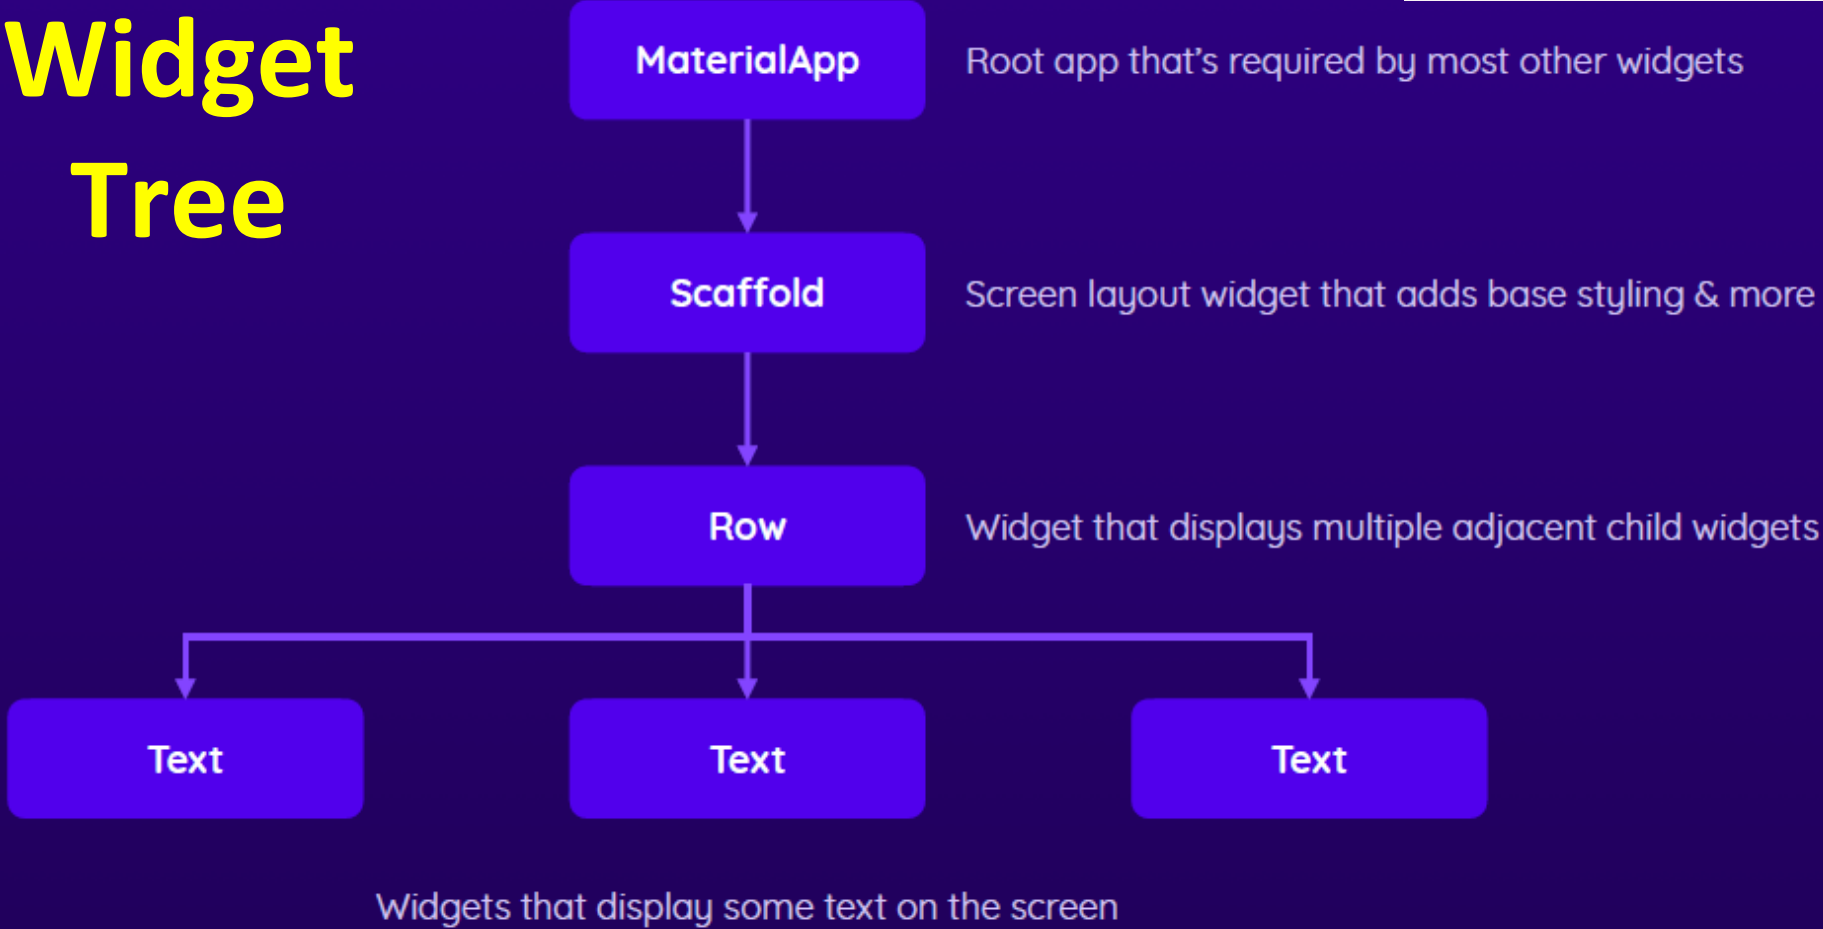 Widget
Tree
MaterialApp
Root app that's required by most other widgets
Scaffold
Screen layout widget that adds base styling & more
Row
Widget that displays multiple adjacent child widgets
Text
Text
Text
Widgets that display some text on the screen